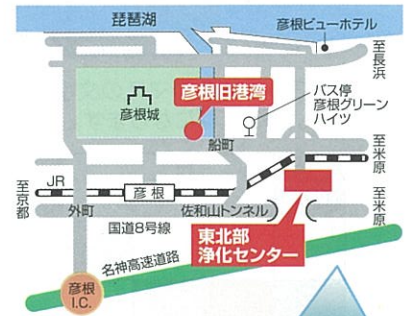 琵琶湖
彦根ビューホテル
至長浜
彦根城
彦根旧港湾
バス停
彦根グリーン
ハイツ
船町
至米原
JR
彦根
至京都
外町
佐和山トンネル
至米原
国道8号線
東北部
浄化センター
名神高速道路
彦根
I.C.